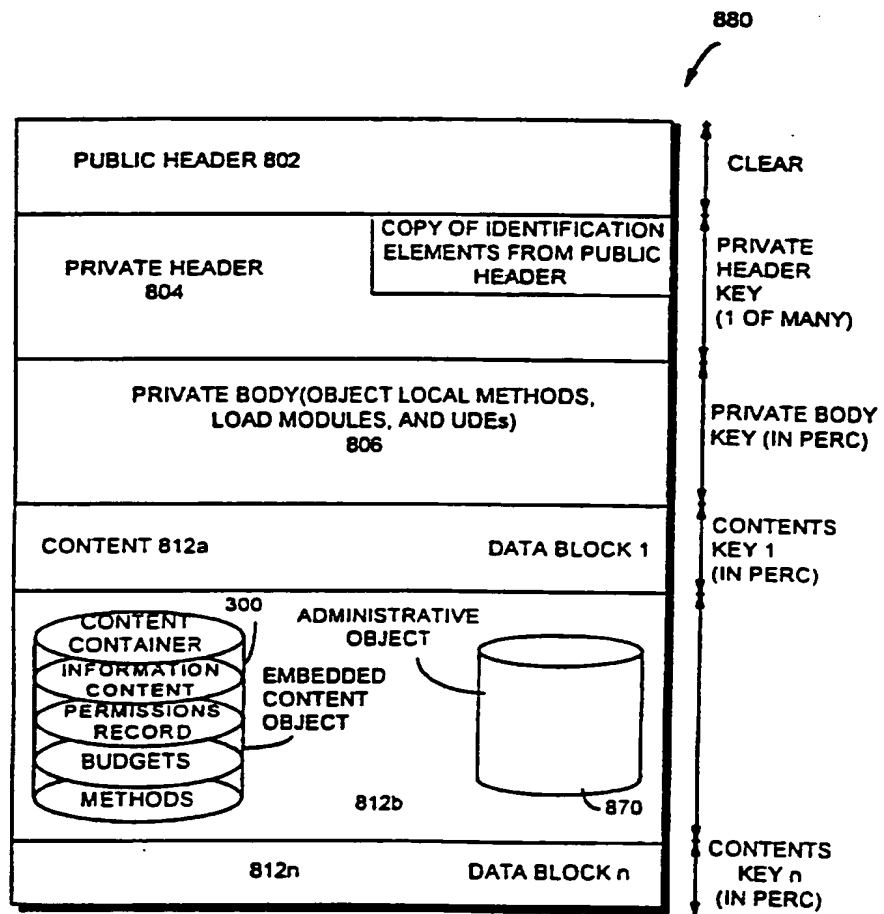 880
PUBLIC HEADER 802
CLEAR
COPY OF IDENTIFICATION
ELEMENTS FROM PUBLIC
HEADER
PRIVATE HEADER
804
PRIVATE
HEADER
KEY
(1 OF MANY)
PRIVATE BODY(OBJECT LOCAL METHODS,
LOAD MODULES, AND UDEs)
806
PRIVATE BODY
KEY (IN PERC)
CONTENT 812a
DATA BLOCK 1
CONTENTS
KEY 1
(IN PERC)
CONTENT
CONTAINER
INFORMATION
CONTENT
PERMISSIONS
RECORD
BUDGETS
METHODS
300
EMBEDDED
CONTENT
OBJECT
ADMINISTRATIVE
OBJECT
812b
870
812n
DATA BLOCK n
CONTENTS
KEY n
(IN PERC)